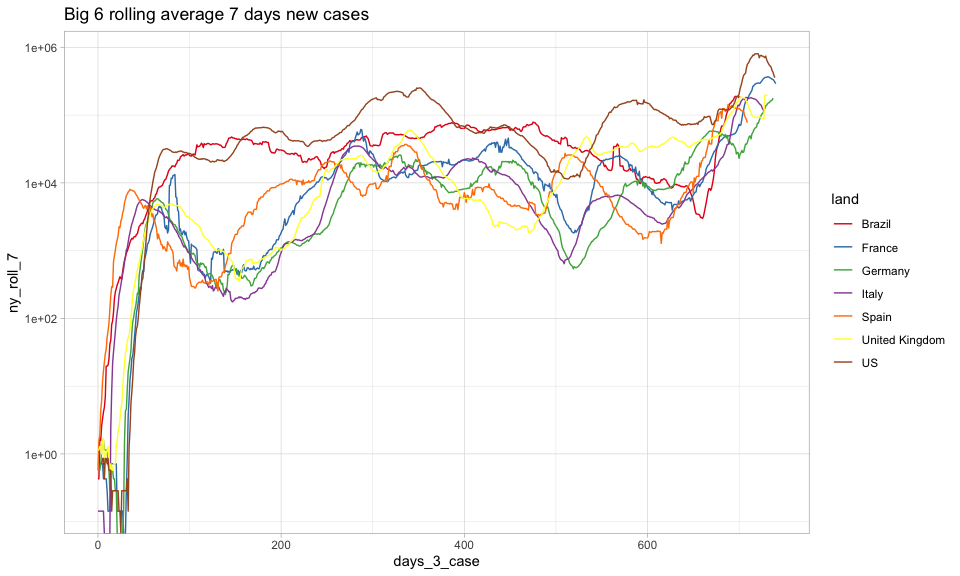 Big 6 rolling average 7 days new cases
1e+06
1e+04
1e+02
1e+00
ny_roll_7
0 200 400 600
days_3_case
land
Brazil
France
Germany
Italy
Spain
United Kingdom
US